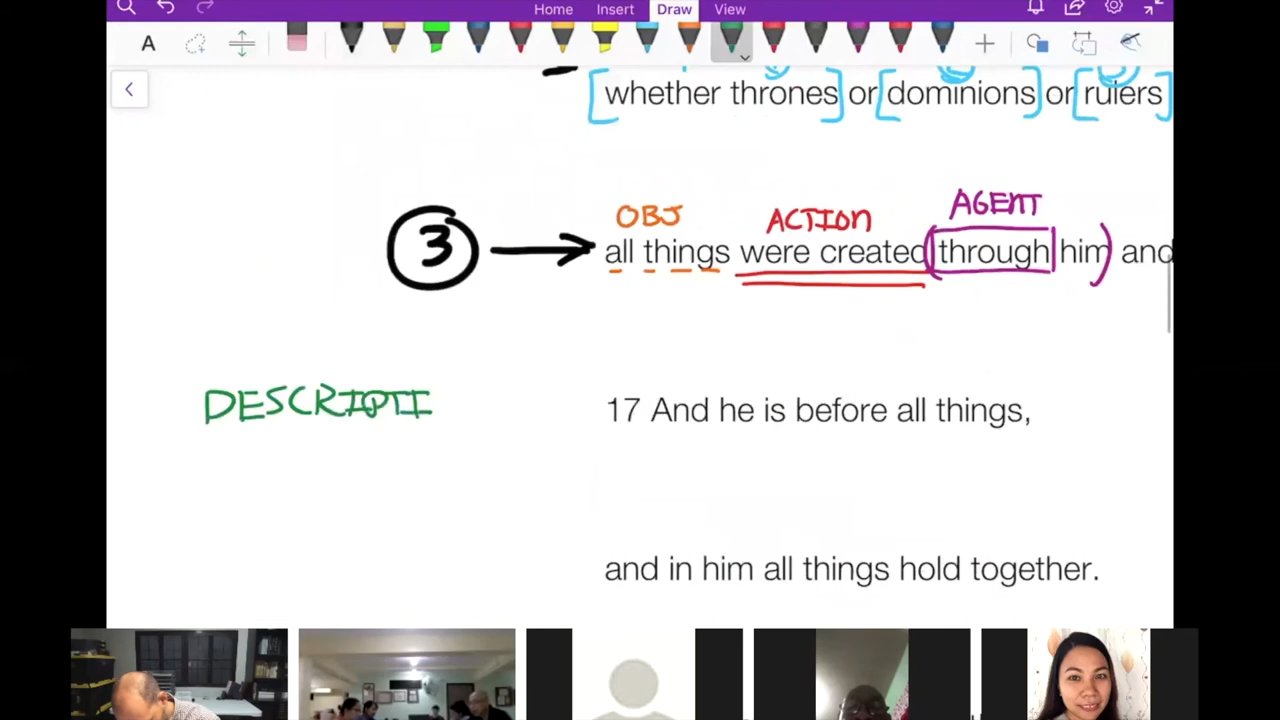 Home Insert Draw View
A
[whether thrones] or [dominions] or [rulers]
OBJ ACTION AGENT
3 → all things were created (through him) and
DESCRIPTI 17 And he is before all things,
and in him all things hold together.